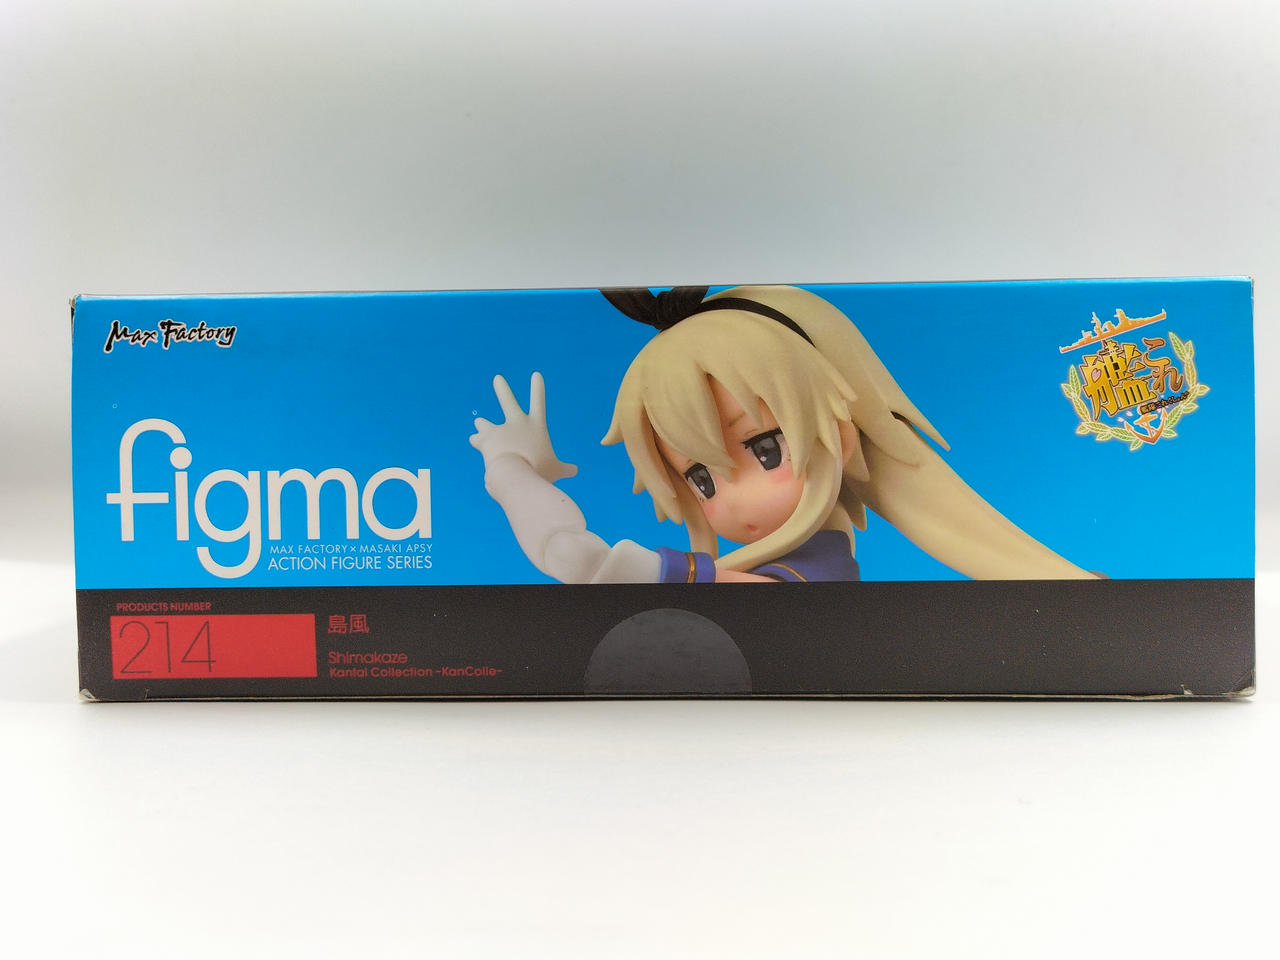 Max Factory
figma
MAX FACTORY × MASAKI APSY
ACTION FIGURE SERIES
艦これ
PRODUCTS NUMBER
214
島風
Shimakaze
Kantai Collection -KanColle-